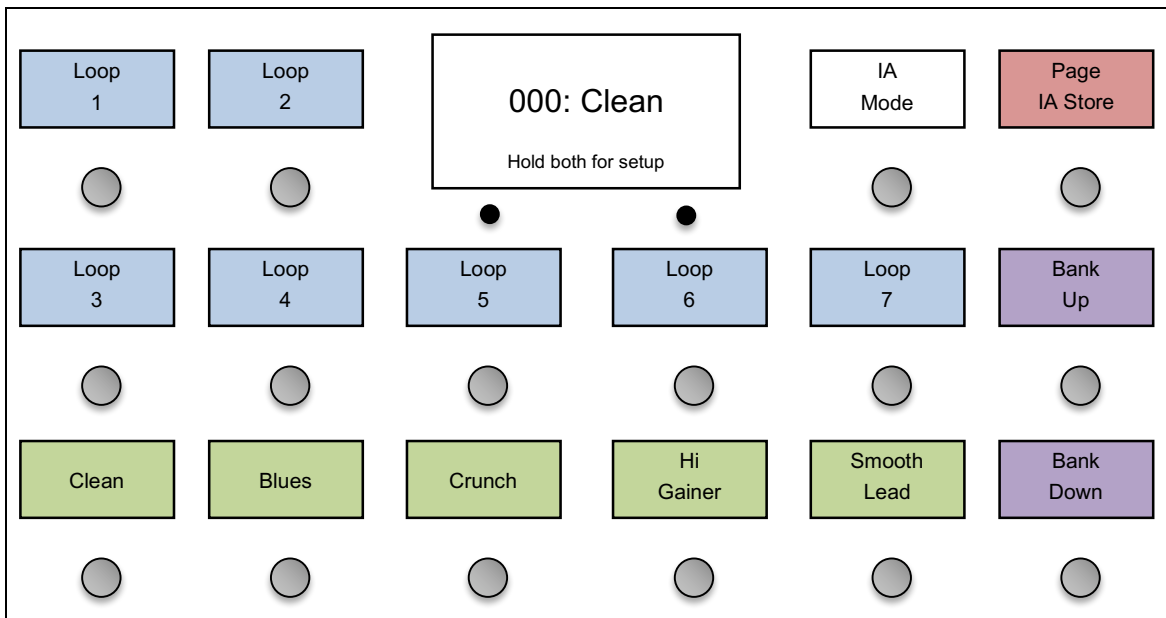 Loop
1
Loop
2
000: Clean
Hold both for setup
IA
Mode
Page
IA Store
Loop
3
Loop
4
Loop
5
Loop
6
Loop
7
Bank
Up
Clean
Blues
Crunch
Hi
Gainer
Smooth
Lead
Bank
Down